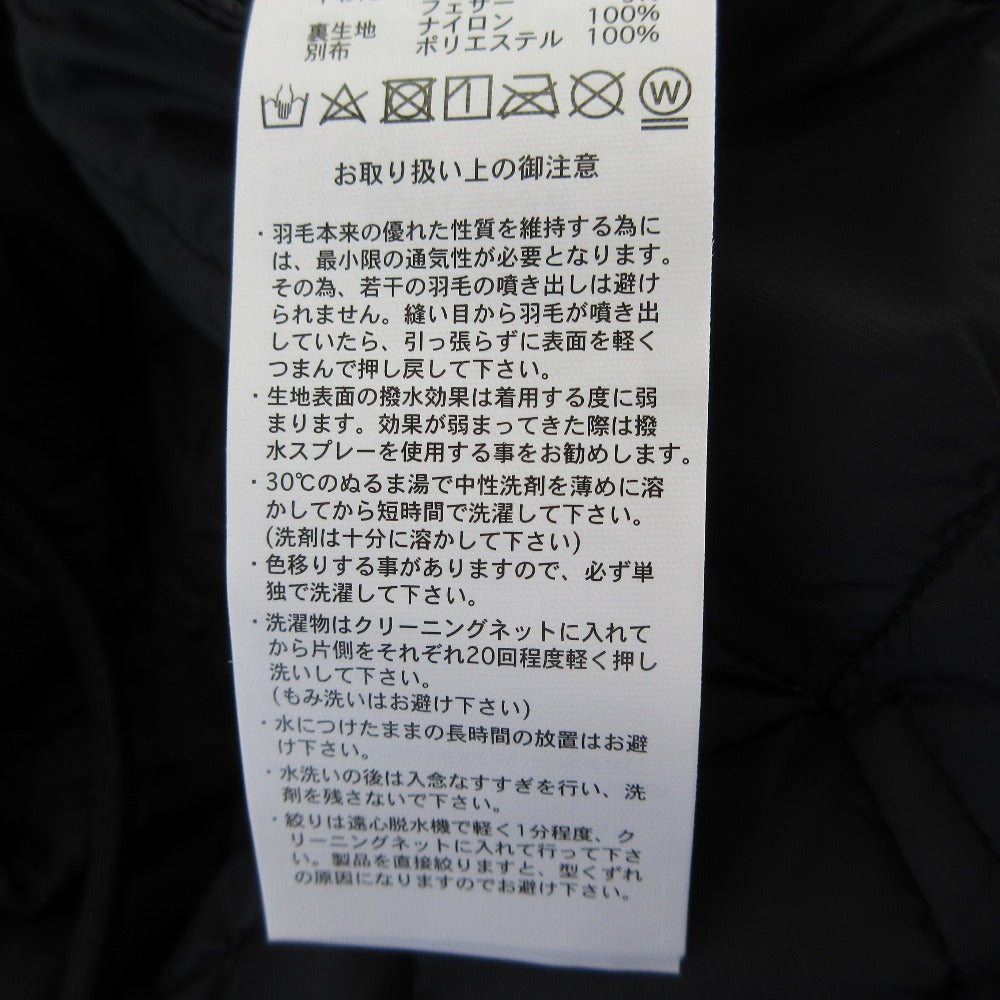 フェザー
裏生地 ナイロン 100%
別布 ポリエステル 100%
W
お取り扱い上の御注意
・羽毛本来の優れた性質を維持する為に
は、最小限の通気性が必要となります。
その為、若干の羽毛の噴き出しは避け
られません。縫い目から羽毛が噴き出
していたら、引っ張らずに表面を軽く
つまんで押し戻して下さい。
・生地表面の撥水効果は着用する度に弱
まります。効果が弱まってきた際は撥
水スプレーを使用する事をお勧めします。
・30℃のぬるま湯で中性洗剤を薄めに溶
かしてから短時間で洗濯して下さい。
(洗剤は十分に溶かして下さい)
・色移りする事がありますので、必ず単
独で洗濯して下さい。
・洗濯物はクリーニングネットに入れて
から片側をそれぞれ20回程度軽く押し
洗いして下さい。
(もみ洗いはお避け下さい)
・水につけたままの長時間の放置はお避
け下さい。
・水洗いの後は入念なすすぎを行い、洗
剤を残さないで下さい。
・絞りは遠心脱水機で軽く1分程度、ク
リーニングネットに入れて行って下さ
い。製品を直接絞りますと、型くずれ
の原因になりますのでお避け下さい。